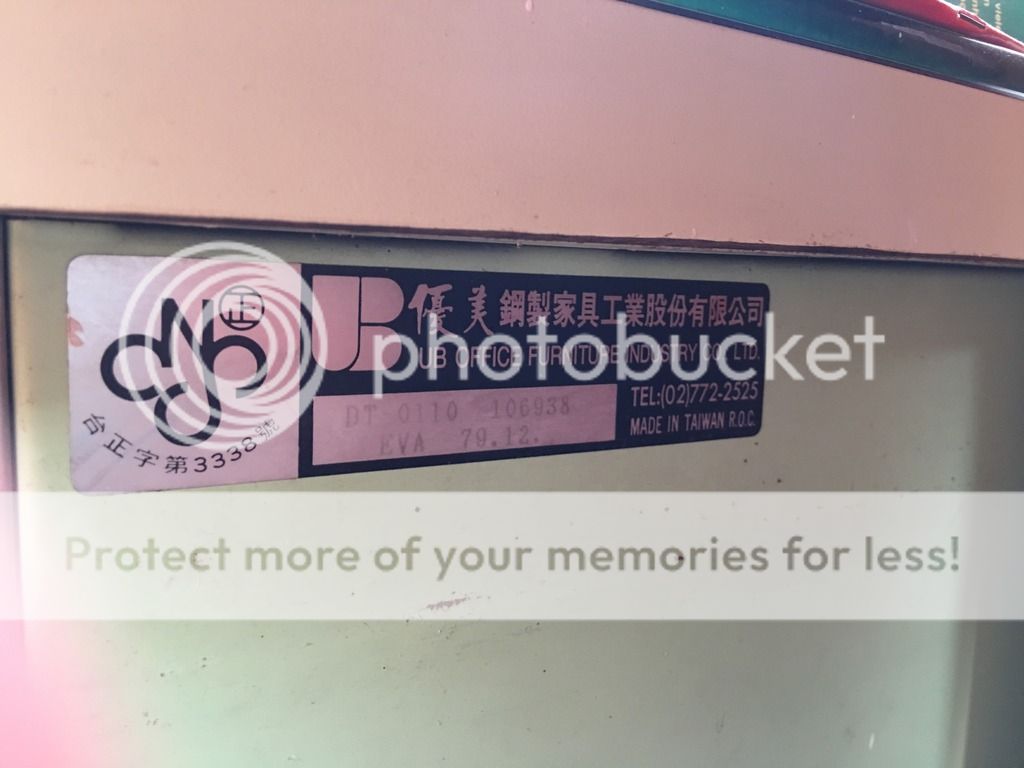 正
台正字第3338號
UB 優美鋼製家具工業股份有限公司
UB OFFICE FURNITURE INDUSTRY CO., LTD.
DT 0110 106938
EVA 79.12.
TEL:(02)772-2525
MADE IN TAIWAN R.O.C.
photobucket
Protect more of your memories for less!